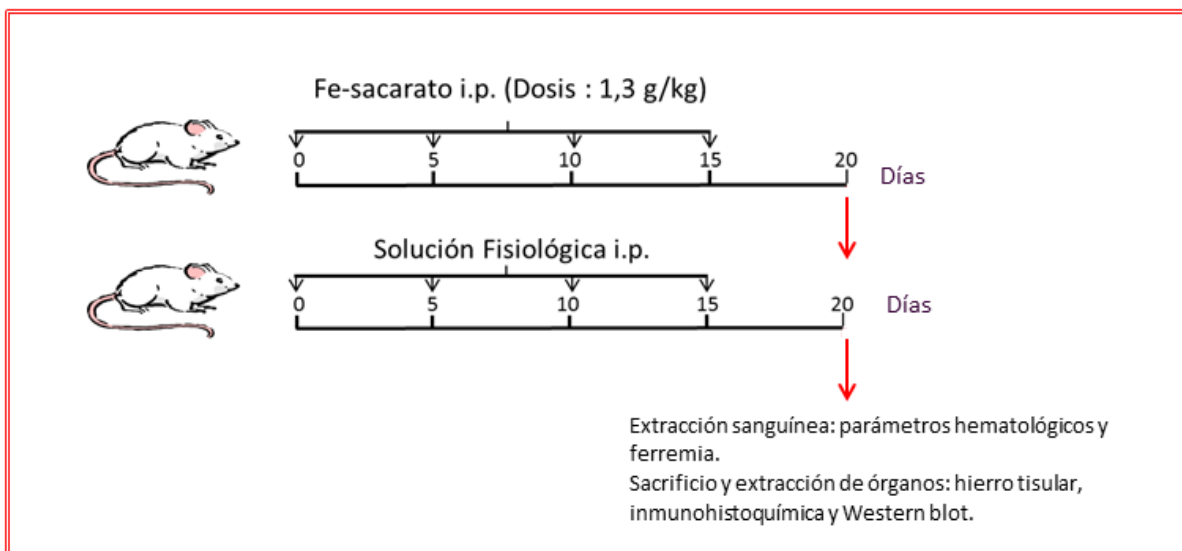 Fe-sacarato i.p. (Dosis : 1,3 g/kg)
0 5 10 15 20 Días
Solución Fisiológica i.p.
0 5 10 15 20 Días
Extracción sanguínea: parámetros hematológicos y
ferremia.
Sacrificio y extracción de órganos: hierro tisular,
inmunohistoquímica y Western blot.